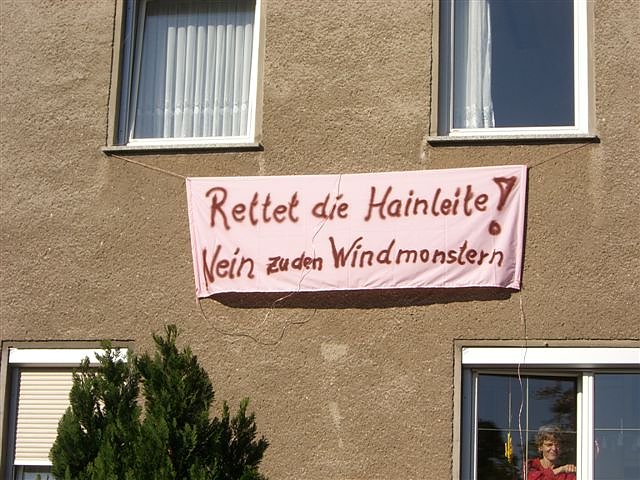 Rettet die Hainleite!
Nein zu den Windmonstern